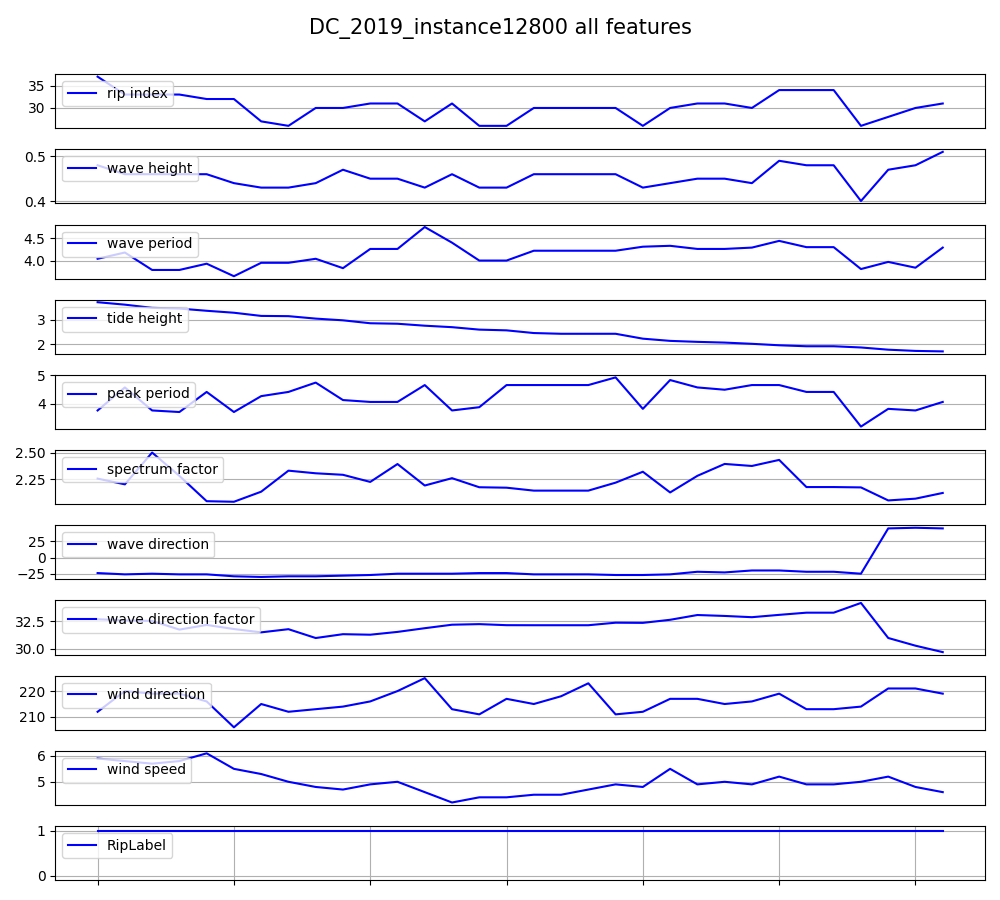 DC_2019_instance12800 all features
35
30
rip index
0.5
0.4
wave height
4.5
4.0
wave period
3
2
tide height
5
4
peak period
2.50
2.25
spectrum factor
25
0
−25
wave direction
32.5
30.0
wave direction factor
220
210
wind direction
6
5
wind speed
1
0
RipLabel